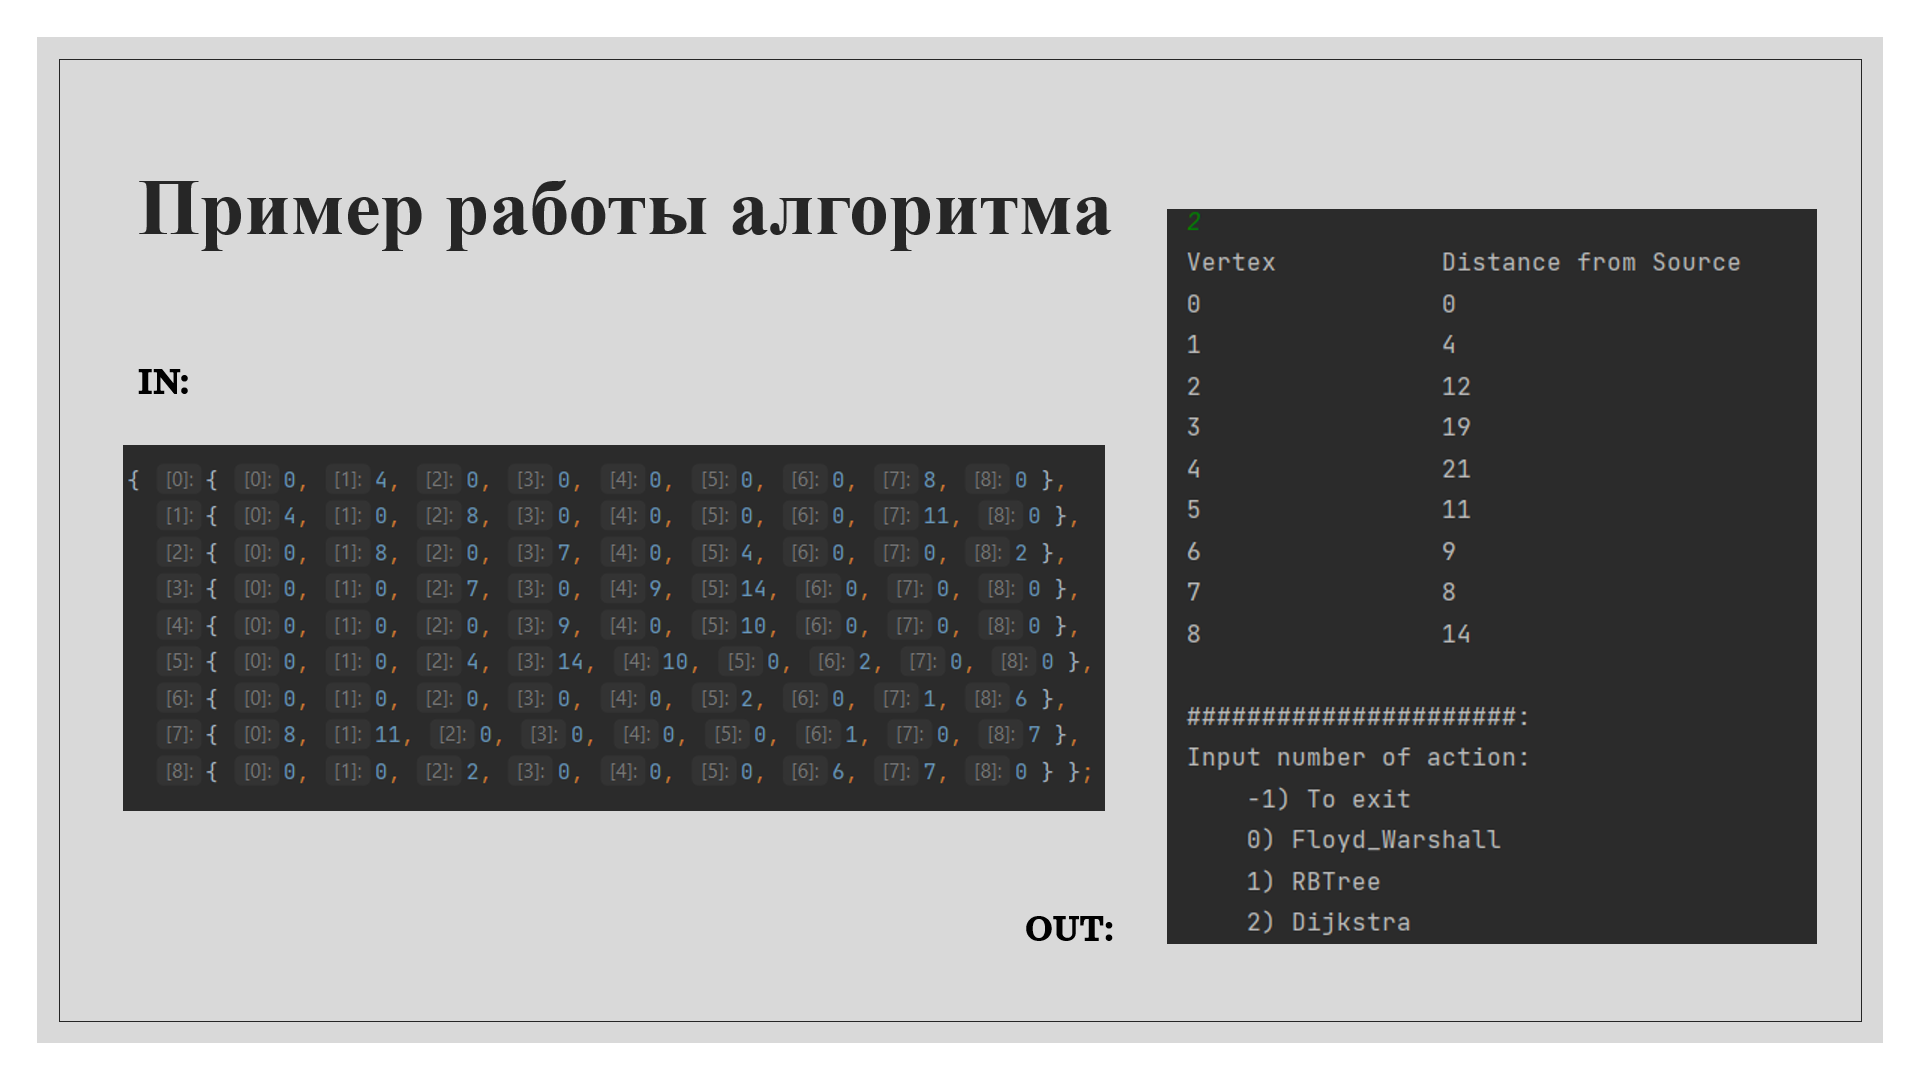 Пример работы алгоритма
IN:
{ [0]: { [0]: 0, [1]: 4, [2]: 0, [3]: 0, [4]: 0, [5]: 0, [6]: 0, [7]: 8, [8]: 0 },
[1]: { [0]: 4, [1]: 0, [2]: 8, [3]: 0, [4]: 0, [5]: 0, [6]: 0, [7]: 11, [8]: 0 },
[2]: { [0]: 0, [1]: 8, [2]: 0, [3]: 7, [4]: 0, [5]: 4, [6]: 0, [7]: 0, [8]: 2 },
[3]: { [0]: 0, [1]: 0, [2]: 7, [3]: 0, [4]: 9, [5]: 14, [6]: 0, [7]: 0, [8]: 0 },
[4]: { [0]: 0, [1]: 0, [2]: 0, [3]: 9, [4]: 0, [5]: 10, [6]: 0, [7]: 0, [8]: 0 },
[5]: { [0]: 0, [1]: 0, [2]: 4, [3]: 14, [4]: 10, [5]: 0, [6]: 2, [7]: 0, [8]: 0 },
[6]: { [0]: 0, [1]: 0, [2]: 0, [3]: 0, [4]: 0, [5]: 2, [6]: 0, [7]: 1, [8]: 6 },
[7]: { [0]: 8, [1]: 11, [2]: 0, [3]: 0, [4]: 0, [5]: 0, [6]: 1, [7]: 0, [8]: 7 },
[8]: { [0]: 0, [1]: 0, [2]: 2, [3]: 0, [4]: 0, [5]: 0, [6]: 6, [7]: 7, [8]: 0 } };
OUT:
2
Vertex Distance from Source
0 0
1 4
2 12
3 19
4 21
5 11
6 9
7 8
8 14
######################:
Input number of action:
-1) To exit
0) Floyd_Warshall
1) RBTree
2) Dijkstra